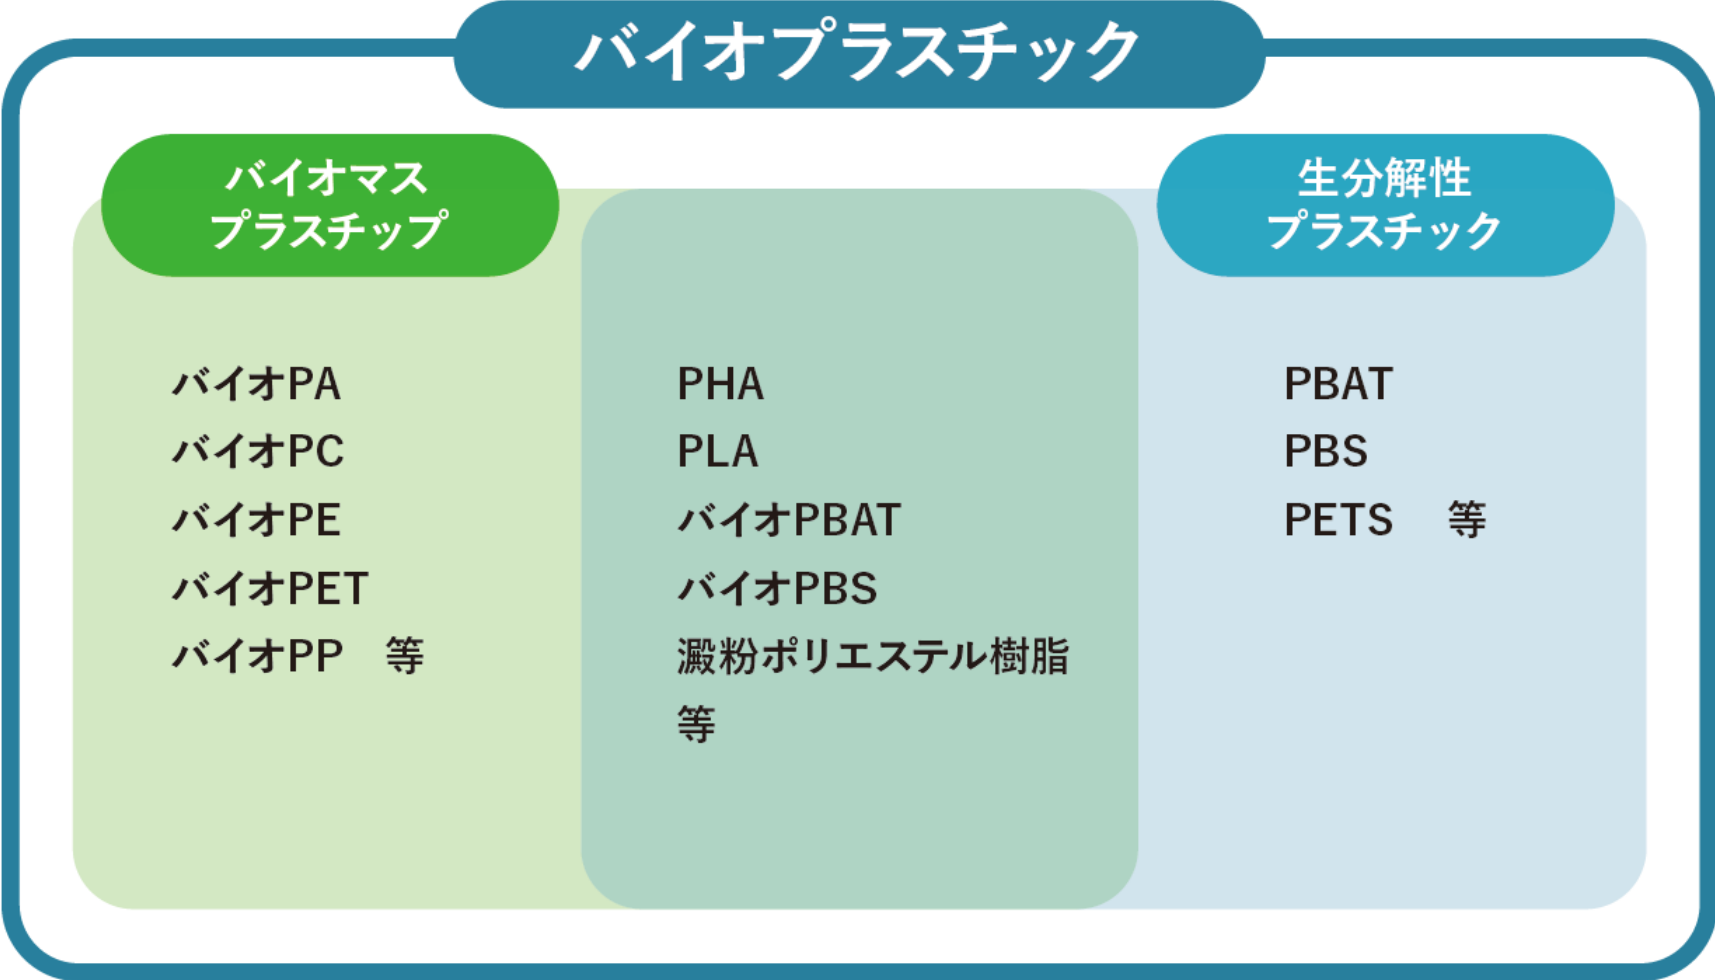 バイオプラスチック
バイオマス
プラスチップ
バイオPA
バイオPC
バイオPE
バイオPET
バイオPP　等
PHA
PLA
バイオPBAT
バイオPBS
澱粉ポリエステル樹脂
等
生分解性
プラスチック
PBAT
PBS
PETS　等